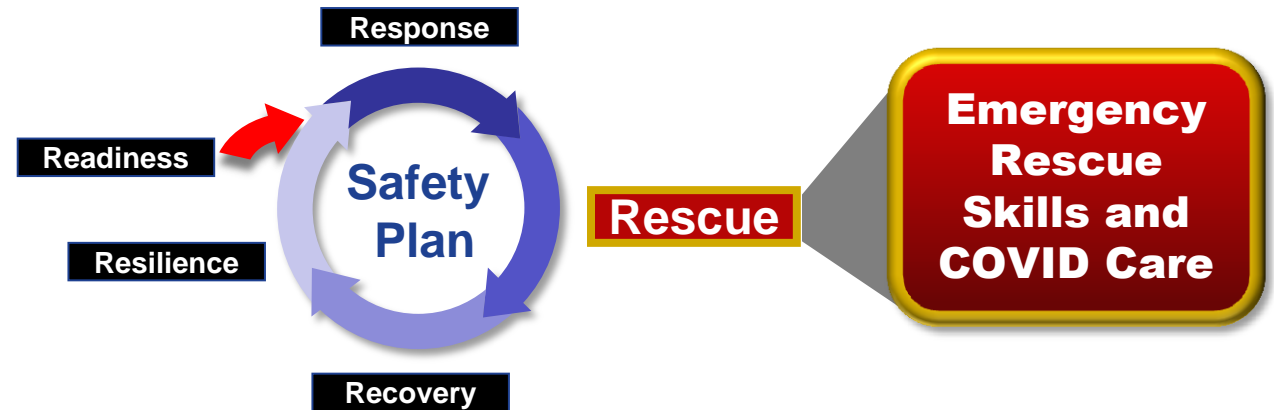 Response
Readiness
Safety
Plan
Resilience
Recovery
Rescue
Emergency
Rescue
Skills and
COVID Care